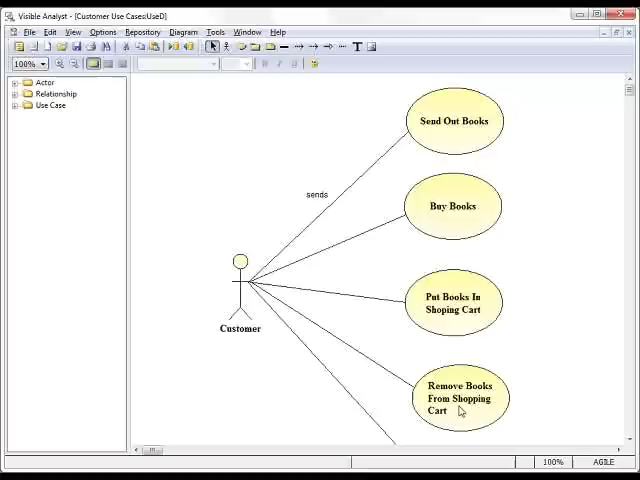 Visible Analyst - [Customer Use Cases:UseD]
File Edit View Options Repository Diagram Tools Window Help
100%
B I U
Actor
Relationship
Use Case
Send Out Books
sends
Buy Books
Put Books In
Shoping Cart
Customer
Remove Books
From Shopping
Cart
100% AGILE